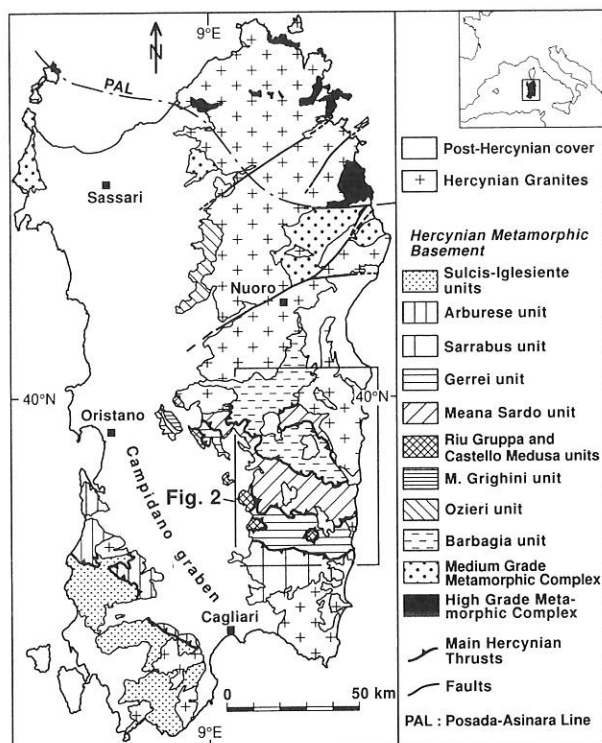 9°E
N
PAL
Sassari
Nuoro
40°N
40°N
Oristano
Campidano graben
Fig. 2
Cagliari
0 50 km
9°E
Post-Hercynian cover
Hercynian Granites
Hercynian Metamorphic
Basement
Sulcis-Iglesiente
units
Arburese unit
Sarrabus unit
Gerrei unit
Meana Sardo unit
Riu Gruppa and
Castello Medusa units
M. Grighini unit
Ozieri unit
Barbagia unit
Medium Grade
Metamorphic Complex
High Grade Meta-
morphic Complex
Main Hercynian
Thrusts
Faults
PAL : Posada-Asinara Line